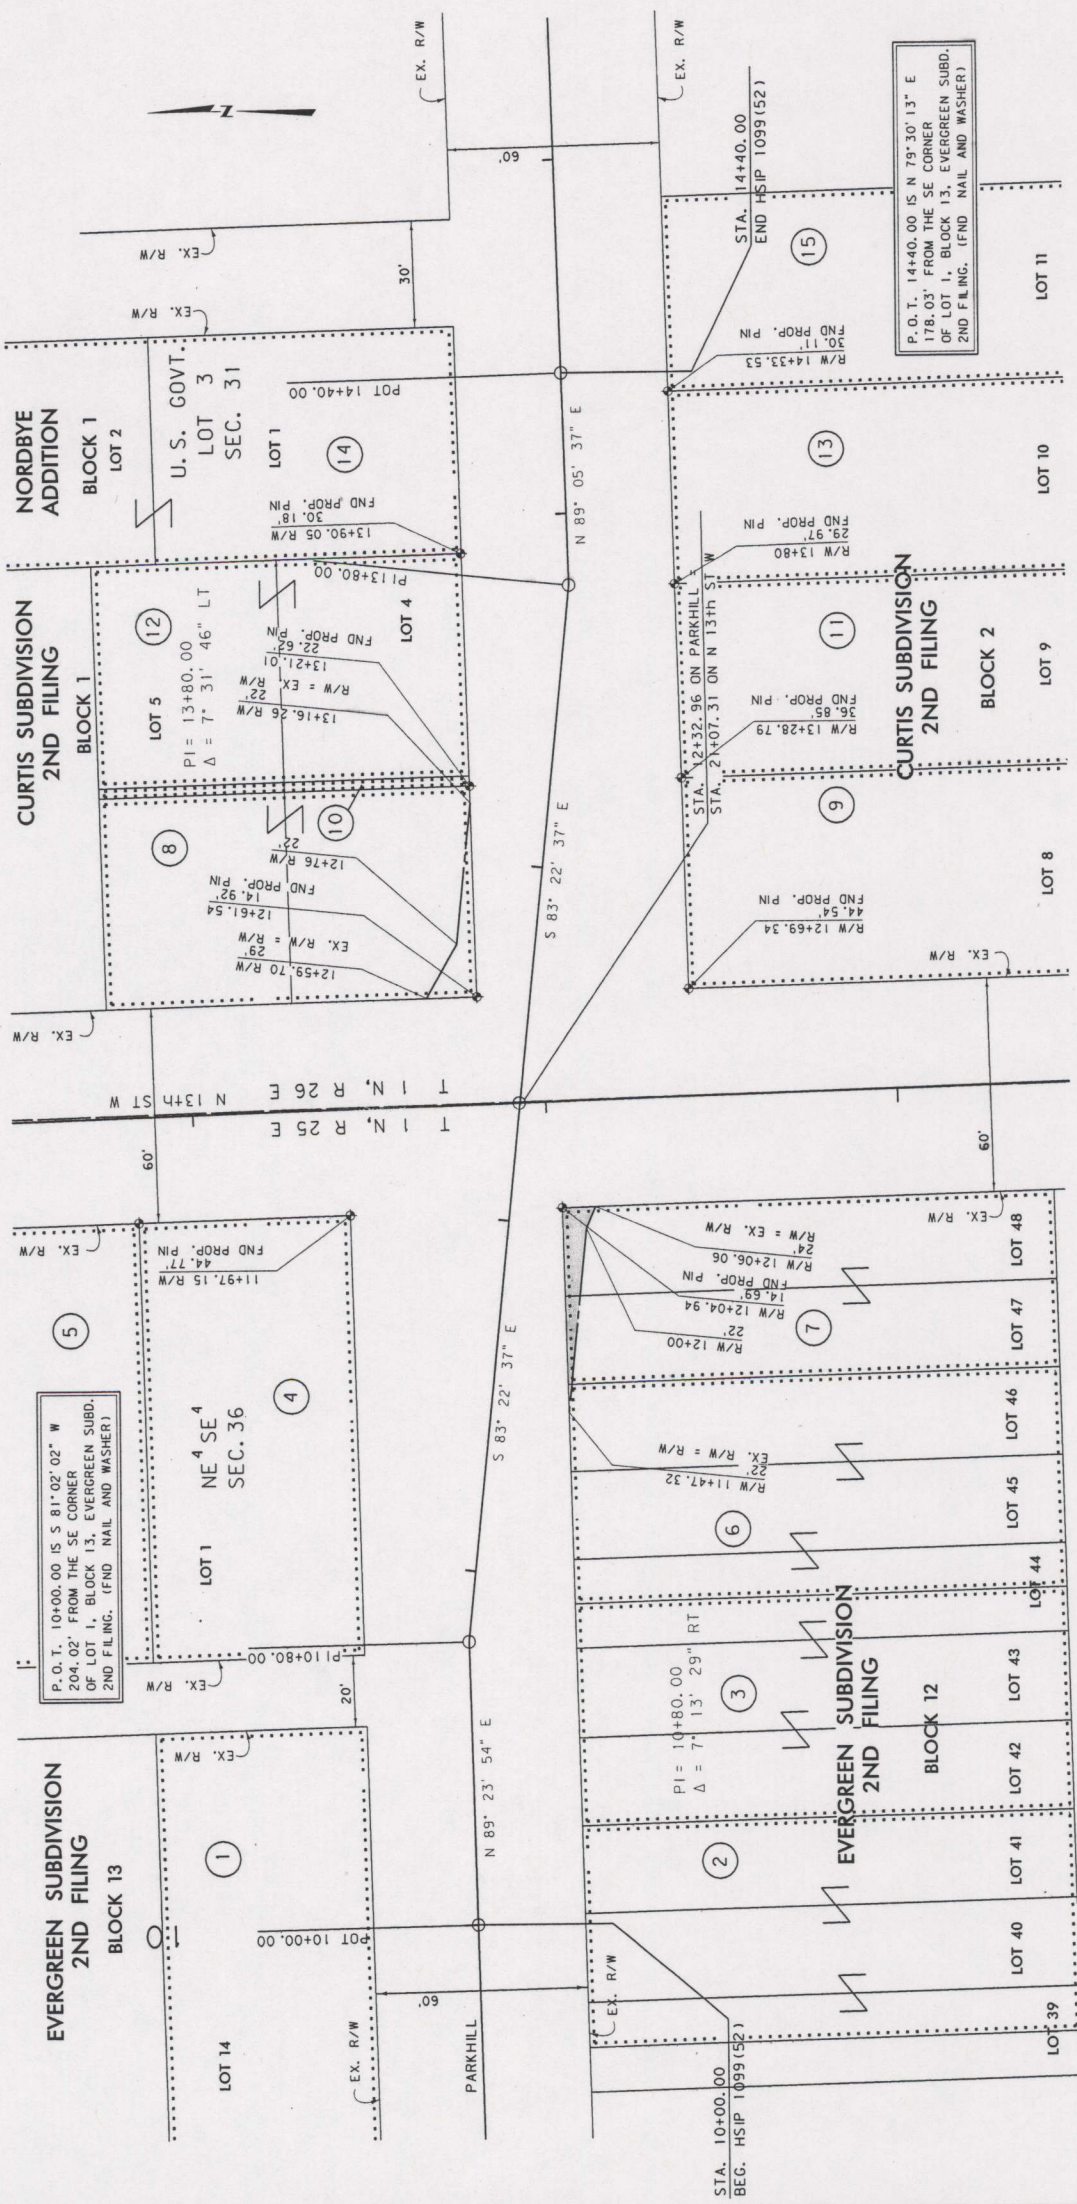 EVERGREEN SUBDIVISION
2ND FILING
BLOCK 13
P.O.T. 10+00.00 IS S 81°02'02" W
204.02' FROM THE SE CORNER
OF LOT 1, BLOCK 13, EVERGREEN SUBD.
2ND FILING. (FND NAIL AND WASHER)
CURTIS SUBDIVISION
2ND FILING
BLOCK 1
NORDBYE
ADDITION
BLOCK 1
LOT 2
U.S. GOVT.
LOT 3
SEC. 31
LOT 1
EX. R/W
EX. R/W
EX. R/W
EX. R/W
N
LOT 14
1
EX. R/W
EX. R/W
20'
EX. R/W
LOT 1
NE 4 SE 4
SEC. 36
4
5
EX. R/W
11+97.15 R/W
44.77'
FND PROP. PIN
60'
EX. R/W
N 13th ST W
T 1 N, R 25 E
T 1 N, R 26 E
8
12+59.70 R/W
29'
EX. R/W = R/W
12+61.54
14.92'
FND PROP. PIN
12+76 R/W
22'
10
LOT 5
12
PI = 13+80.00
Δ = 7° 31' 46" LT
13+16.26 R/W
22'
R/W = EX. R/W
13+21.01
22.62'
FND PROP. PIN
LOT 4
PI 13+80.00
13+90.05 R/W
30.18'
FND PROP. PIN
14
POT 14+40.00
30'
60'
POT 10+00.00
PI 10+80.00
PARKHILL
60'
N 89° 23' 54" E
S 83° 22' 37" E
S 83° 22' 37" E
N 89° 05' 37" E
EX. R/W
STA. 10+00.00
BEG. HSIP 1099(52)
2
3
PI = 10+80.00
Δ = 7° 13' 29" RT
6
7
R/W 11+47.32
22'
EX. R/W = R/W
R/W 12+00
22'
R/W 12+04.94
14.69'
FND PROP. PIN
R/W 12+06.06
24'
R/W = EX. R/W
EX. R/W
60'
EX. R/W
EVERGREEN SUBDIVISION
2ND FILING
BLOCK 12
LOT 39
LOT 40
LOT 41
LOT 42
LOT 43
LOT 44
LOT 45
LOT 46
LOT 47
LOT 48
R/W 12+69.34
44.54'
FND PROP. PIN
STA. 12+32.96 ON PARKHILL =
STA. 21+07.31 ON N 13th ST W
9
R/W 13+28.79
36.85'
FND PROP. PIN
11
R/W 13+80
29.97'
FND PROP. PIN
13
R/W 14+33.53
30.11'
FND PROP. PIN
15
STA. 14+40.00
END HSIP 1099(52)
CURTIS SUBDIVISION
2ND FILING
BLOCK 2
LOT 8
LOT 9
LOT 10
LOT 11
P.O.T. 14+40.00 IS N 79°30'13" E
178.03' FROM THE SE CORNER
OF LOT 1, BLOCK 13, EVERGREEN SUBD.
2ND FILING. (FND NAIL AND WASHER)